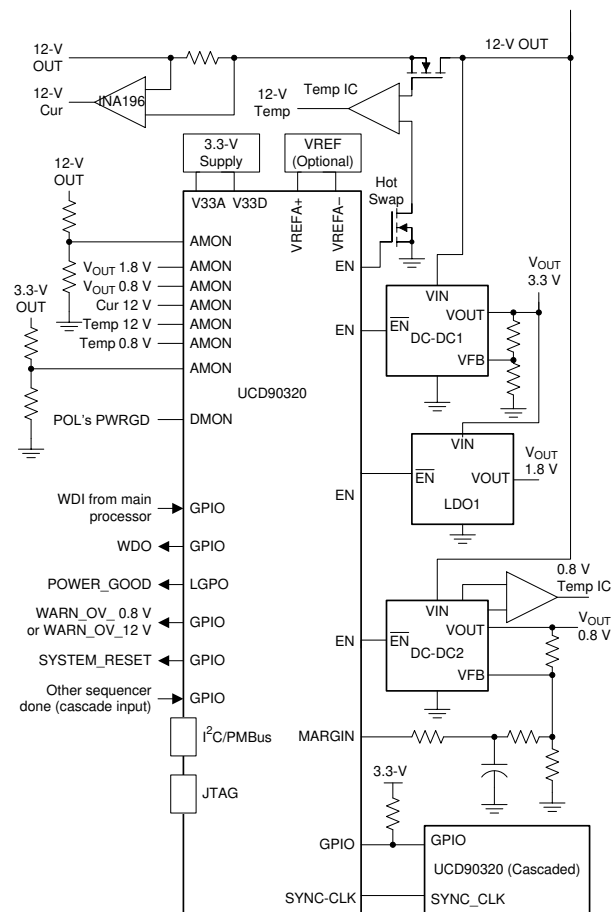 12-V
OUT
12-V
Cur
INA196
12-V
Temp
Temp IC
12-V OUT
3.3-V
Supply
VREF
(Optional)
V33A V33D
VREFA+
VREFA−
Hot
Swap
12-V
OUT
AMON
VOUT 1.8 V
AMON
VOUT 0.8 V
AMON
Cur 12 V
AMON
Temp 12 V
AMON
Temp 0.8 V
AMON
3.3-V
OUT
AMON
UCD90320
POL's PWRGD
DMON
WDI from main
processor
GPIO
WDO
GPIO
POWER_GOOD
LGPO
WARN_OV_ 0.8 V
or WARN_OV_12 V
GPIO
SYSTEM_RESET
GPIO
Other sequencer
done (cascade input)
GPIO
I2C/PMBus
JTAG
EN
EN
EN
EN
MARGIN
GPIO
SYNC-CLK
VIN
VOUT
EN
DC-DC1
VFB
VOUT
3.3 V
VIN
EN
VOUT
LDO1
VOUT
1.8 V
0.8 V
Temp IC
VIN
VOUT
EN
DC-DC2
VFB
VOUT
0.8 V
3.3-V
GPIO
UCD90320 (Cascaded)
SYNC_CLK